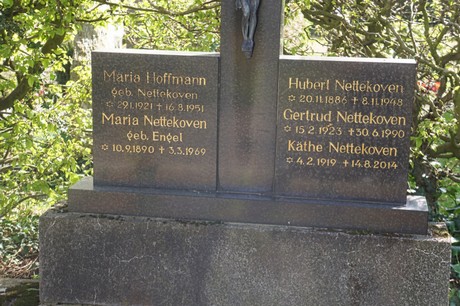 Maria Hoffmann
geb. Nettekoven
* 29.1.1921 + 16.8.1951
Maria Nettekoven
geb. Engel
* 10.9.1890 + 3.3.1969
Hubert Nettekoven
* 20.11.1886 + 8.11.1948
Gertrud Nettekoven
* 15.2.1923 + 30.6.1990
Käthe Nettekoven
* 4.2.1919 + 14.8.2014